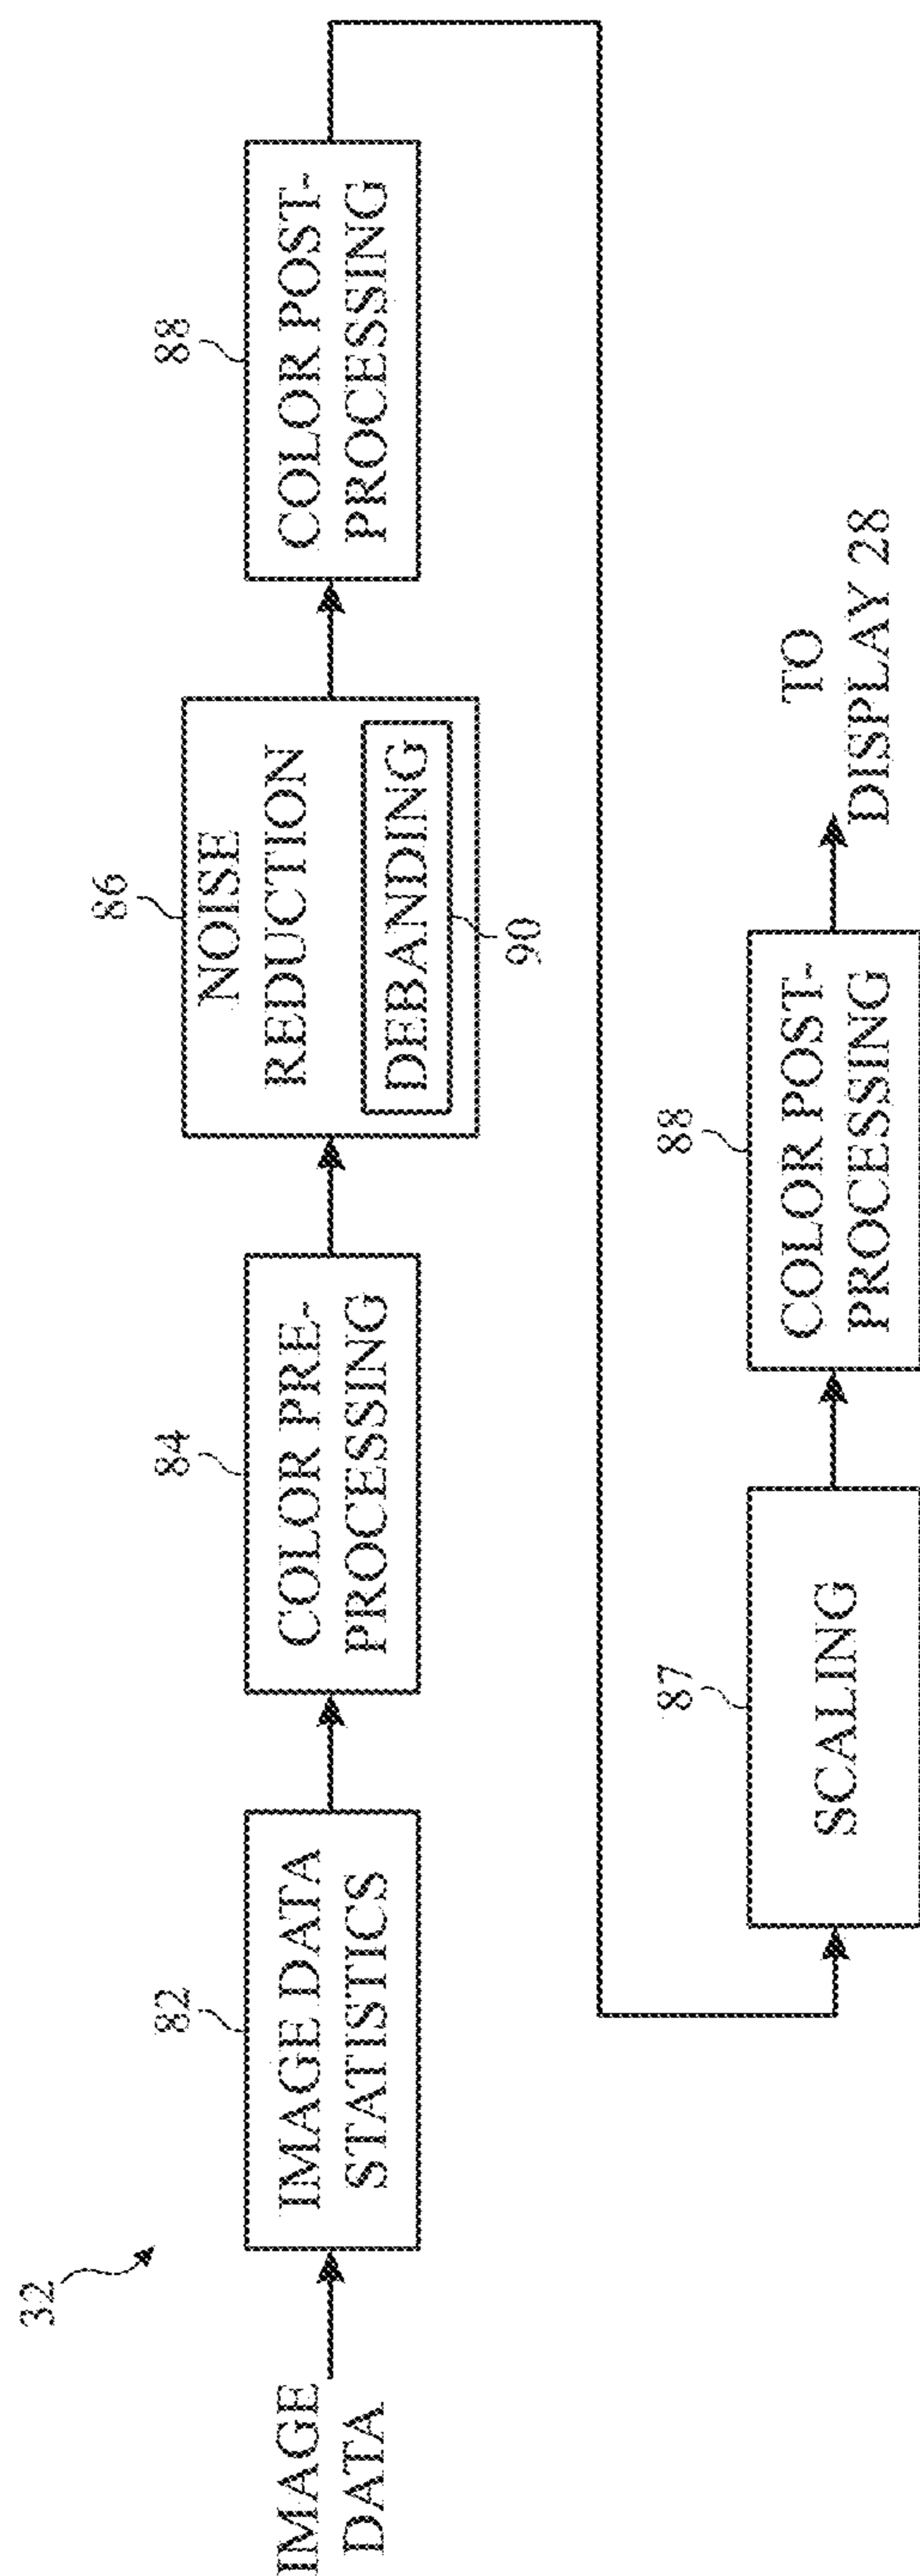 32
IMAGE
DATA
82
IMAGE DATA
STATISTICS
84
COLOR PRE-
PROCESSING
86
NOISE
REDUCTION
DEBANDING
90
88
COLOR POST-
PROCESSING
87
SCALING
88
COLOR POST-
PROCESSING
TO
DISPLAY 28